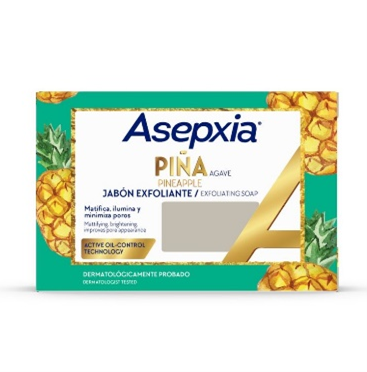 Asepxia®
PIÑA AGAVE
PINEAPPLE
JABÓN EXFOLIANTE / EXFOLIATING SOAP
Matifica, ilumina y
minimiza poros
Mattifying, brightening,
improves pore appearance
ACTIVE OIL-CONTROL
TECHNOLOGY
DERMATOLÓGICAMENTE PROBADO
DERMATOLOGIST TESTED